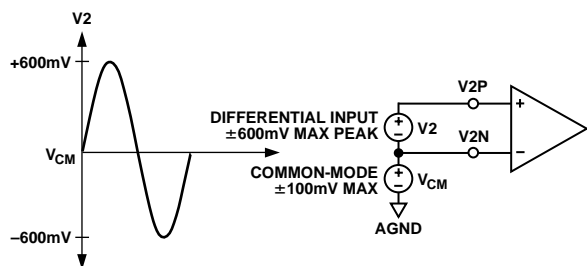 V2
+600mV
V2P
+
DIFFERENTIAL INPUT
±600mV MAX PEAK
+
−
V2
VCM
V2N
−
COMMON-MODE
±100mV MAX
+
−
VCM
AGND
−600mV